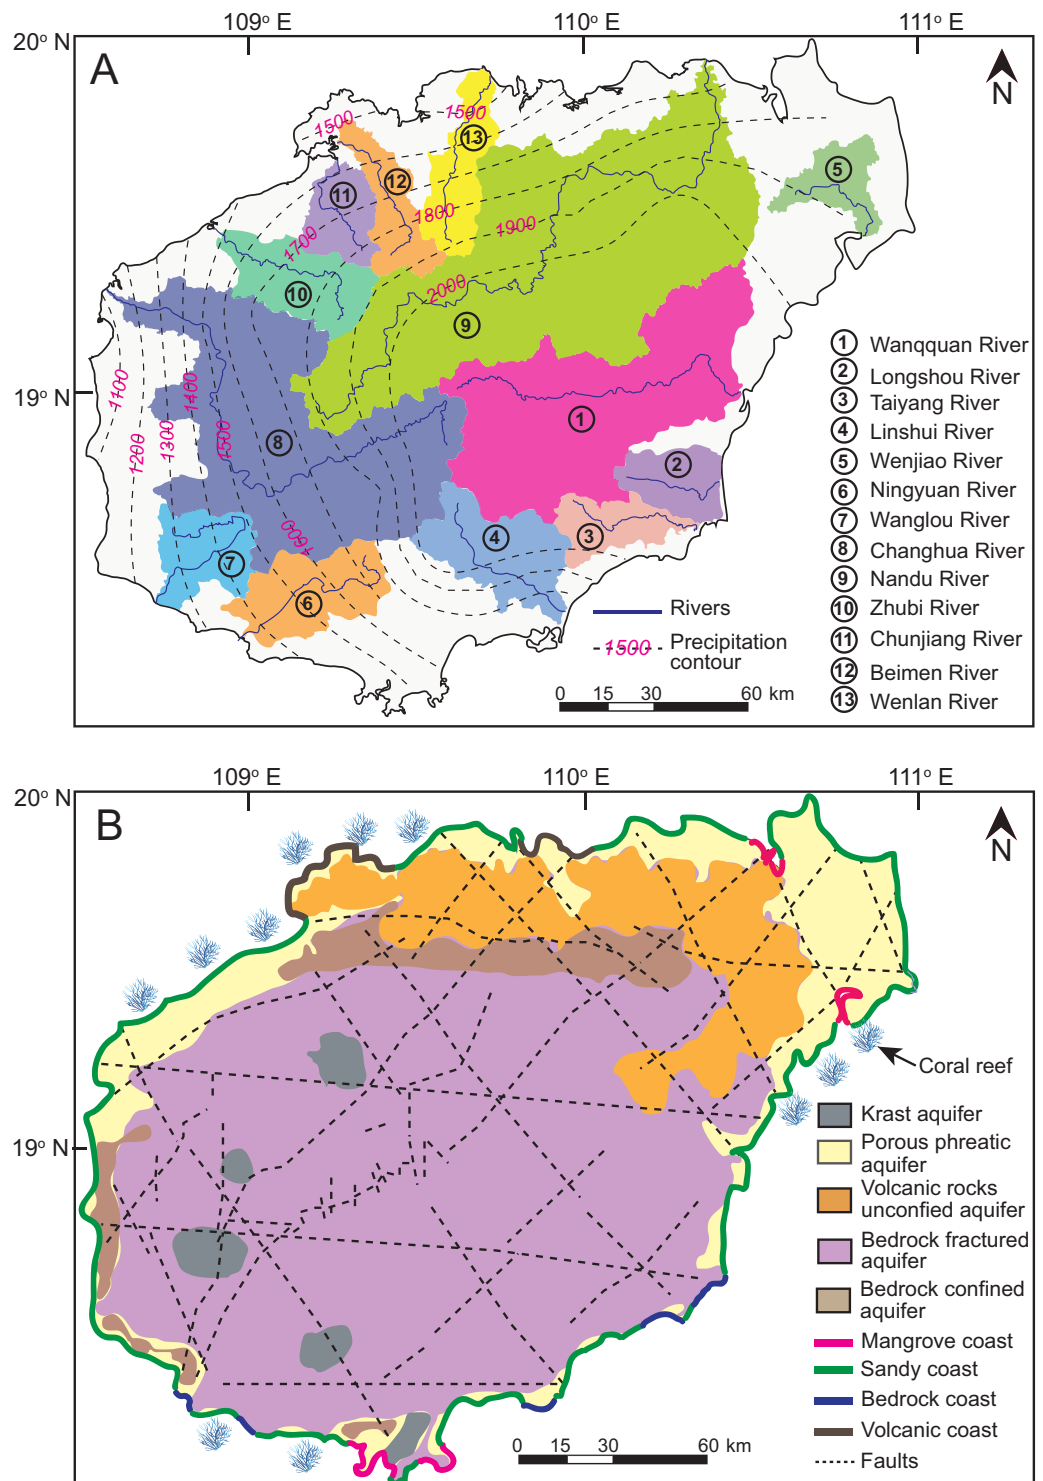 109° E
110° E
111° E
20° N
A
N
1500
1500
13
12
11
5
1800
1700
1900
2000
10
9
1100
1400
19° N
1
1200
1300
1500
8
2
1600
4
3
7
6
1 Wanqquan River
2 Longshou River
3 Taiyang River
4 Linshui River
5 Wenjiao River
6 Ningyuan River
7 Wanglou River
8 Changhua River
9 Nandu River
10 Zhubi River
11 Chunjiang River
12 Beimen River
13 Wenlan River
Rivers
1500 Precipitation
contour
0 15 30 60 km
109° E
110° E
111° E
20° N
B
N
Coral reef
19° N
Krast aquifer
Porous phreatic
aquifer
Volcanic rocks
unconfied aquifer
Bedrock fractured
aquifer
Bedrock confined
aquifer
Mangrove coast
Sandy coast
Bedrock coast
Volcanic coast
Faults
0 15 30 60 km